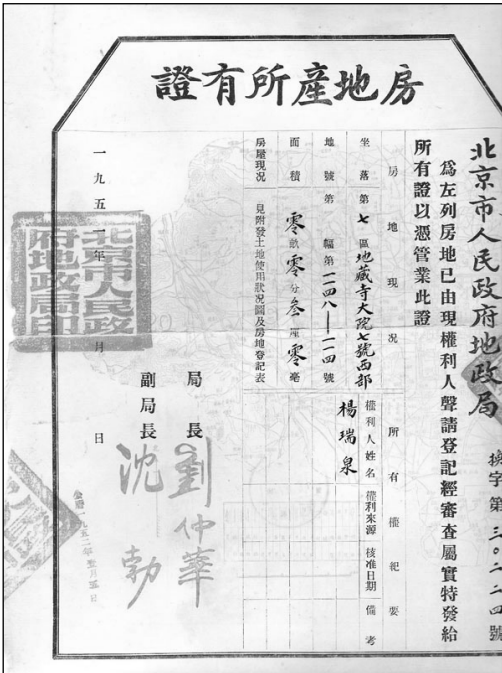 房地產所有證
北京市人民政府地政局
換字第三〇二二四號
為左列房地已由現權利人聲請登記經審查屬實特發給
所有證以憑管業此證
房地現況
坐落 第七區地藏寺大院七號西部
地號 第 幅第二四八—一一四號
面積 零畝零分叁厘零毫
房屋現況 見附發土地使用狀況圖及房地登記表
所有權紀要
權利人姓名 權利來源 核准日期 備考
楊瑞泉
局長 劉仲華
副局長 沈勃
一九五一年 月 日
北京市人民政
府地政局印